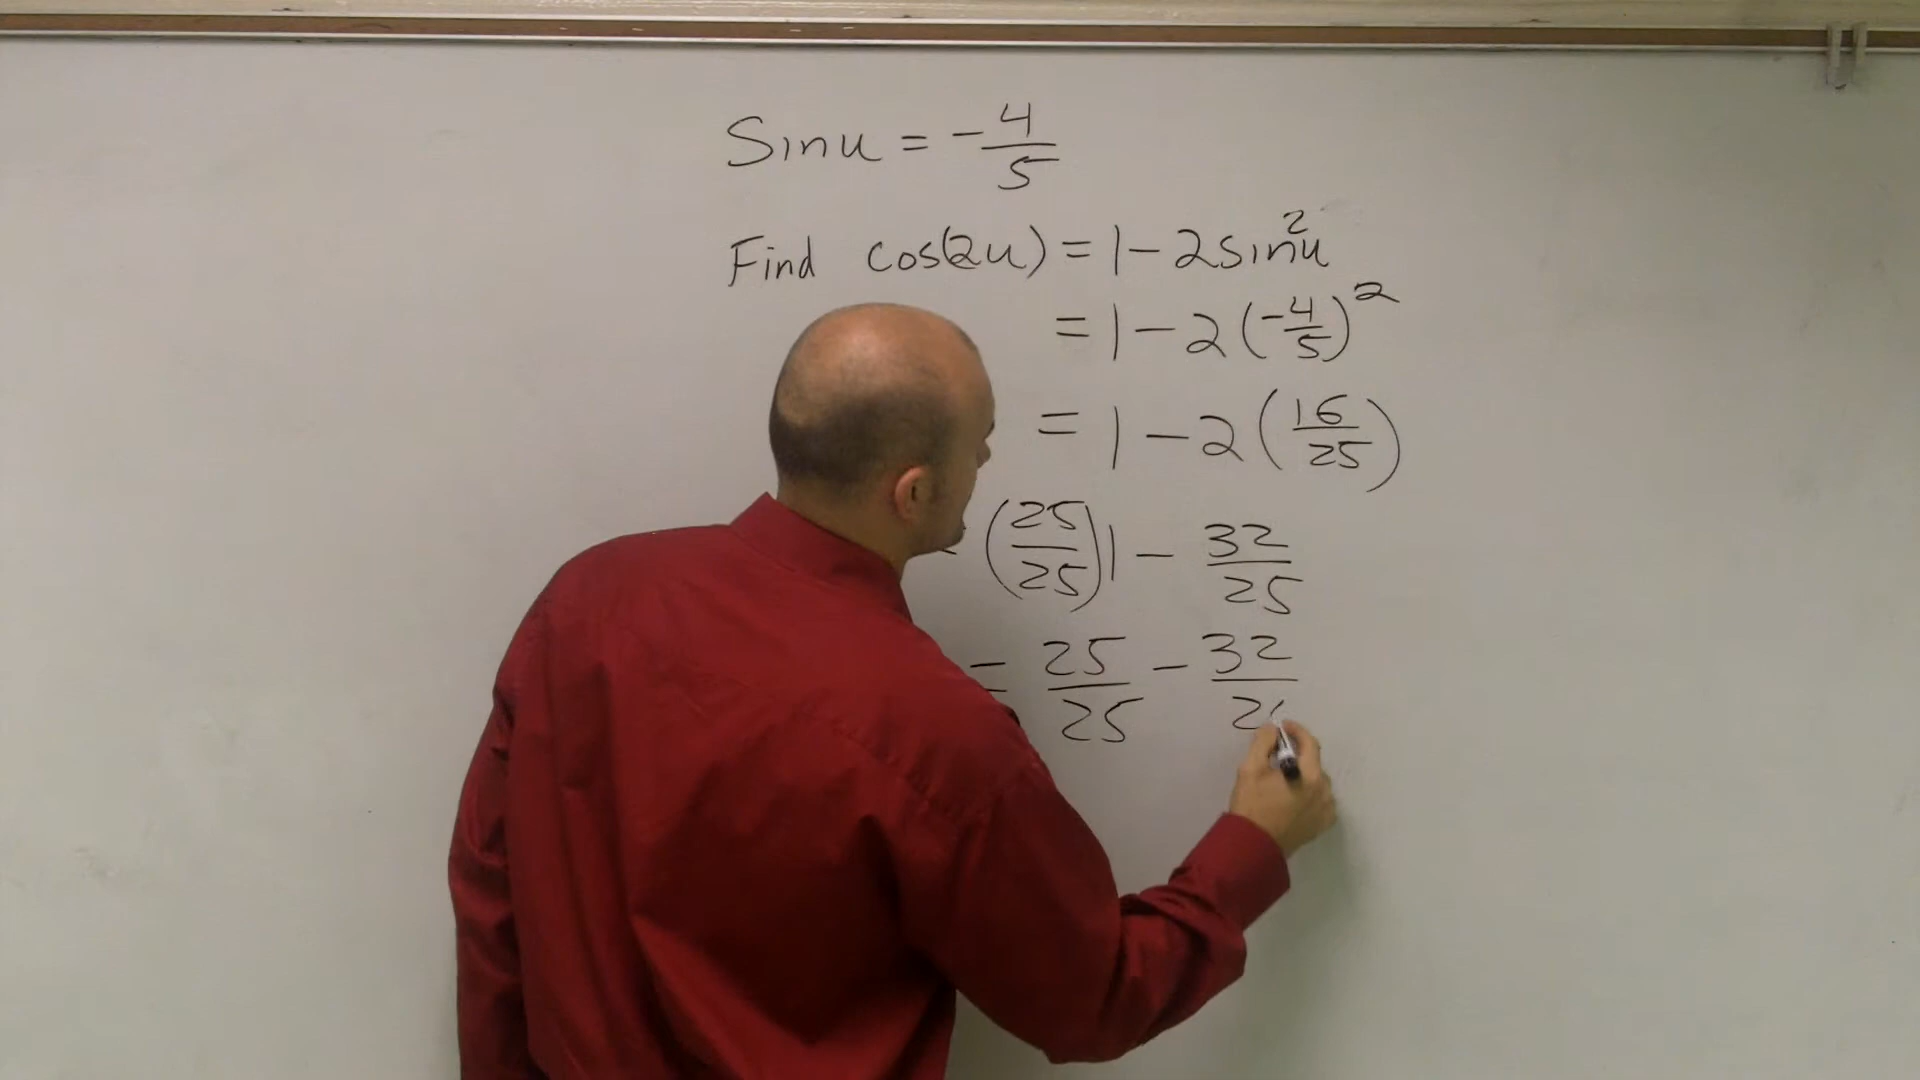 Sinu = -4/5
Find cos(2u) = 1-2sin²u
= 1-2(-4/5)²
= 1-2(16/25)
(25/25)1 - 32/25
= 25/25 - 32/2